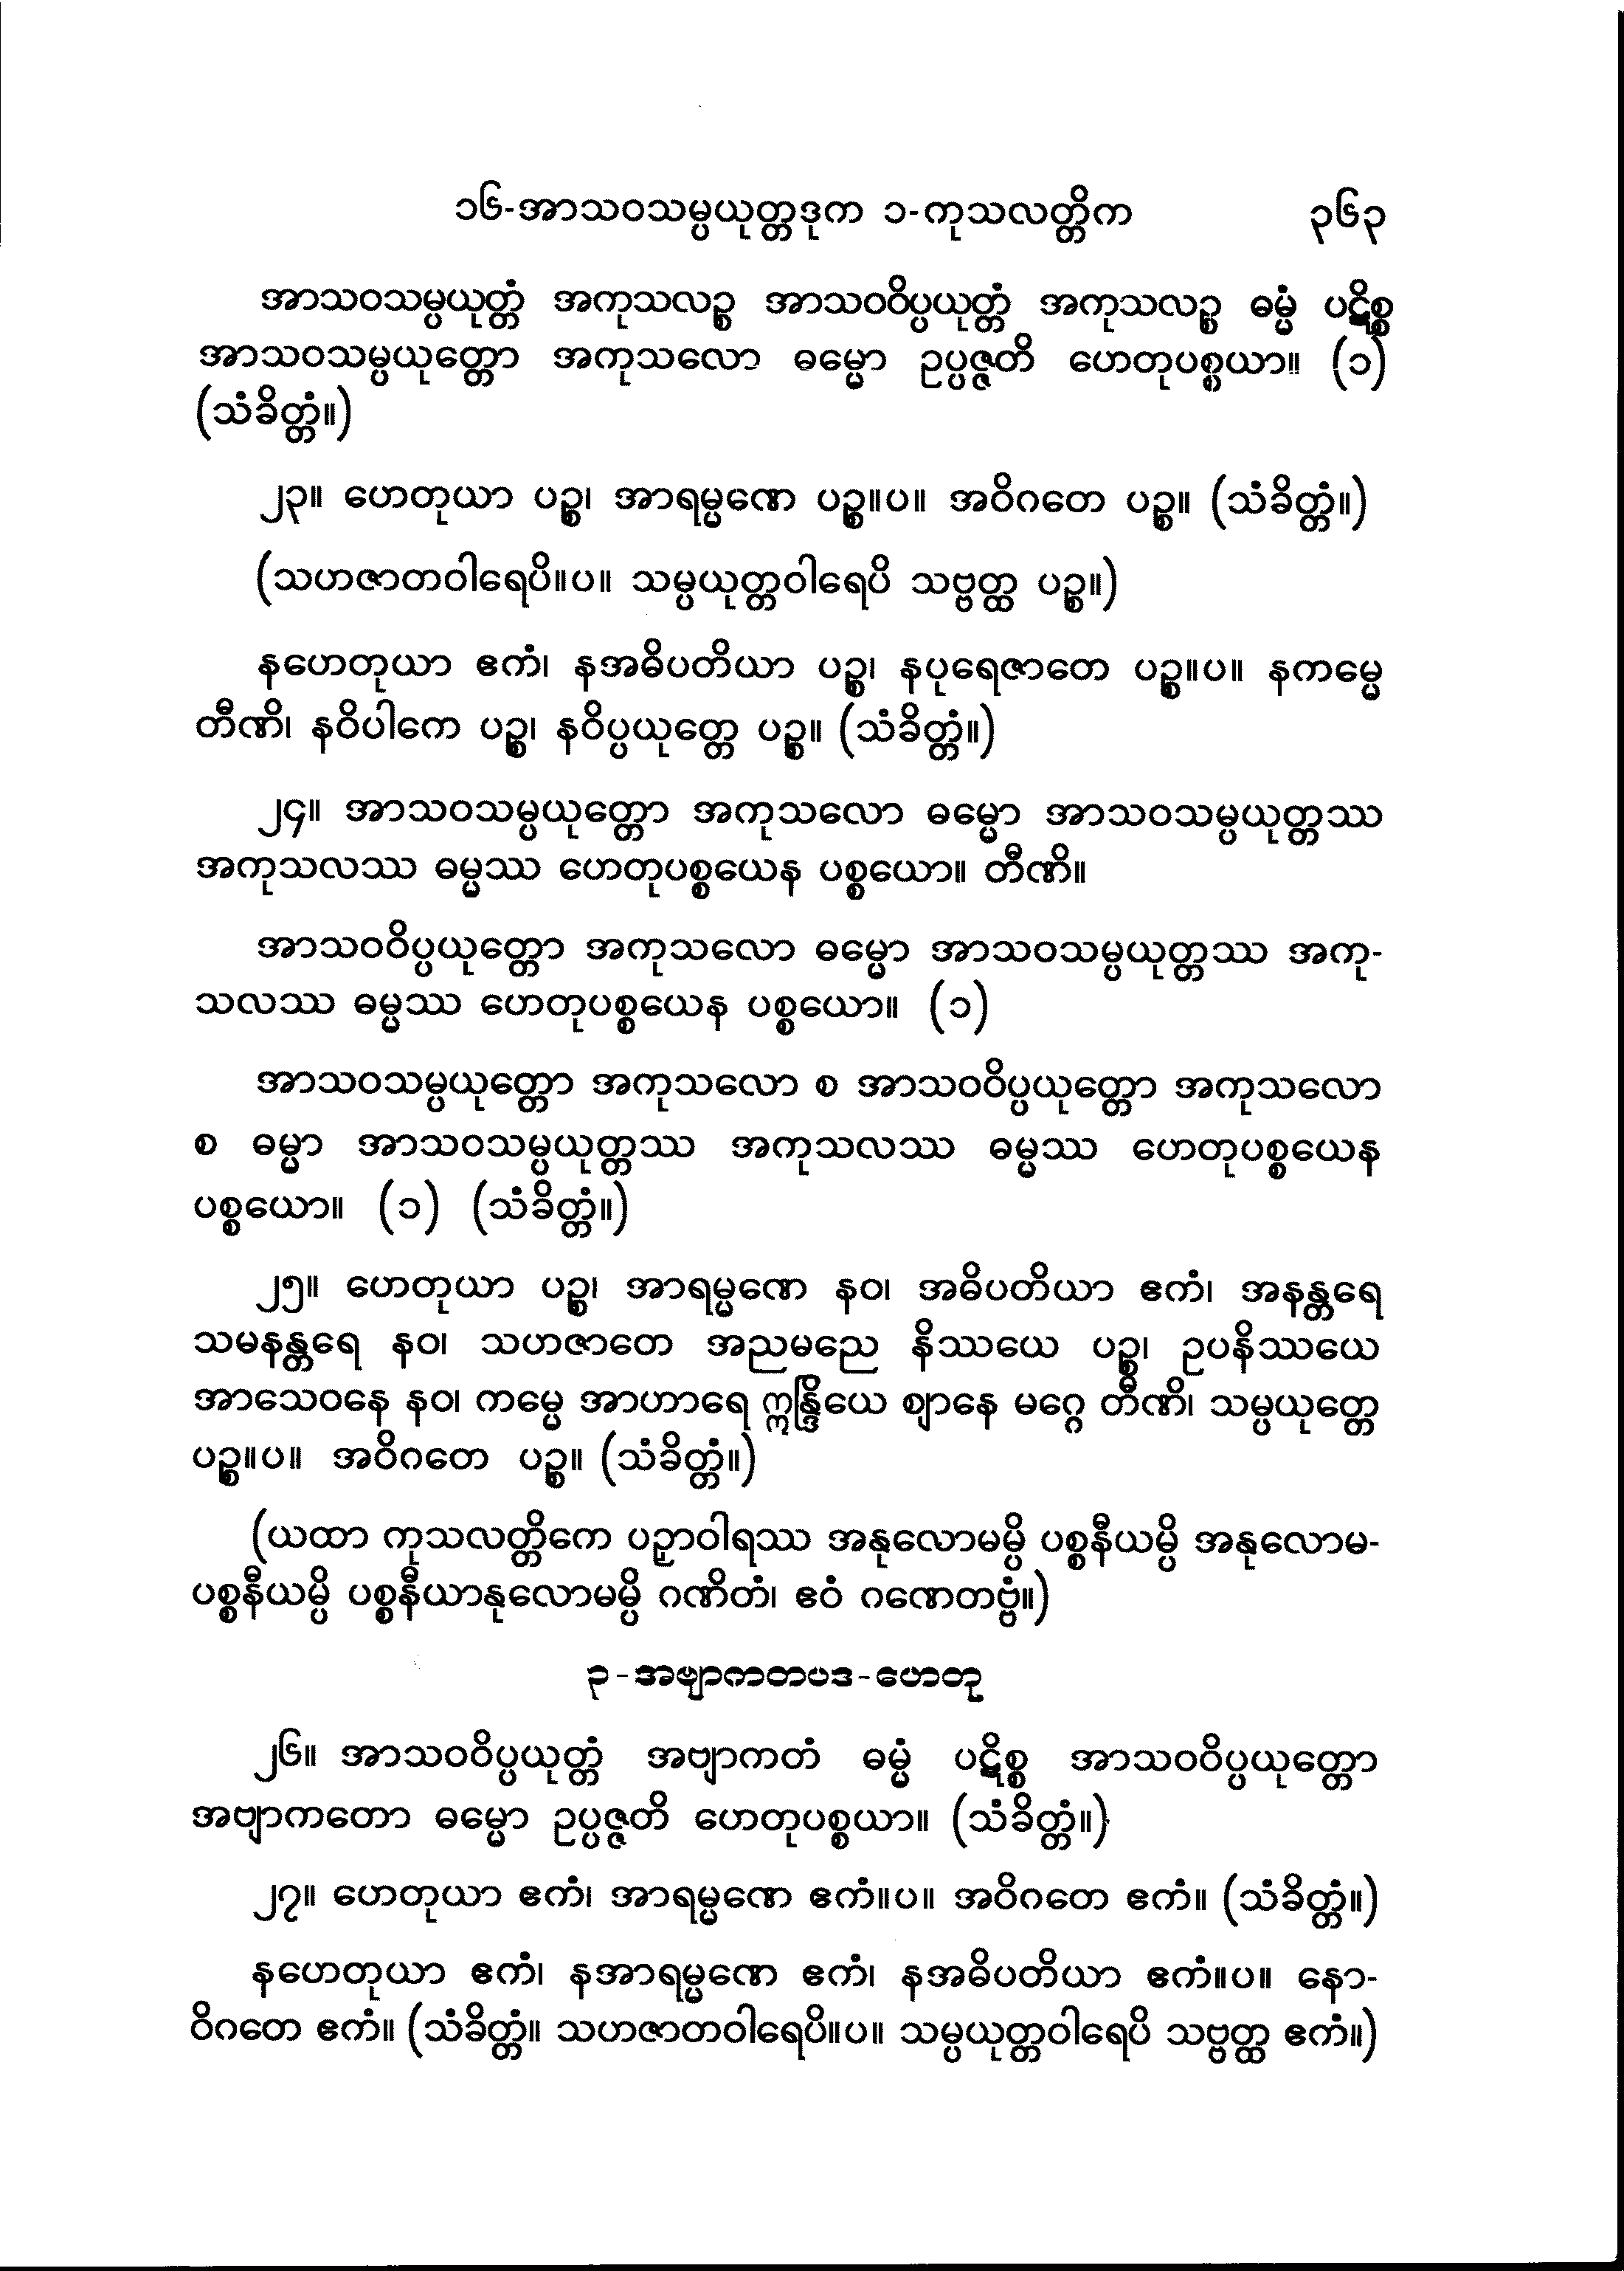 ၁၆-အာသဝသမ္ပယုတ္တဒုက ၁-ကုသလတ္တိက ၃၆၃
အာသဝသမ္ပယုတ္တံ အကုသလဉ္စ အာသဝဝိပ္ပယုတ္တံ အကုသလဉ္စ ဓမ္မံ ပဋိစ္စ
အာသဝသမ္ပယုတ္တော အကုသလော ဓမ္မော ဥပ္ပဇ္ဇတိ ဟေတုပစ္စယာ။ (၁)
(သံခိတ္တံ။)
၂၃။ ဟေတုယာ ပဉ္စ၊ အာရမ္မဏေ ပဉ္စ။ပ။ အဝိဂတေ ပဉ္စ။ (သံခိတ္တံ။)
(သဟဇာတဝါရေပိ။ပ။ သမ္ပယုတ္တဝါရေပိ သဗ္ဗတ္ထ ပဉ္စ။)
နဟေတုယာ ဧကံ၊ နအဓိပတိယာ ပဉ္စ၊ နပုရေဇာတေ ပဉ္စ။ပ။ နကမ္မေ
တီဏိ၊ နဝိပါကေ ပဉ္စ၊ နဝိပ္ပယုတ္တေ ပဉ္စ။ (သံခိတ္တံ။)
၂၄။ အာသဝသမ္ပယုတ္တော အကုသလော ဓမ္မော အာသဝသမ္ပယုတ္တဿ
အကုသလဿ ဓမ္မဿ ဟေတုပစ္စယေန ပစ္စယော။ တီဏိ။
အာသဝဝိပ္ပယုတ္တော အကုသလော ဓမ္မော အာသဝသမ္ပယုတ္တဿ အကု-
သလဿ ဓမ္မဿ ဟေတုပစ္စယေန ပစ္စယော။ (၁)
အာသဝသမ္ပယုတ္တော အကုသလော စ အာသဝဝိပ္ပယုတ္တော အကုသလော
စ ဓမ္မာ အာသဝသမ္ပယုတ္တဿ အကုသလဿ ဓမ္မဿ ဟေတုပစ္စယေန
ပစ္စယော။ (၁) (သံခိတ္တံ။)
၂၅။ ဟေတုယာ ပဉ္စ၊ အာရမ္မဏေ နဝ၊ အဓိပတိယာ ဧကံ၊ အနန္တရေ
သမနန္တရေ နဝ၊ သဟဇာတေ အညမညေ နိဿယေ ပဉ္စ၊ ဥပနိဿယေ
အာသေဝနေ နဝ၊ ကမ္မေ အာဟာရေ ဣန္ဒြိယေ ဈာနေ မဂ္ဂေ တီဏိ၊ သမ္ပယုတ္တေ
ပဉ္စ။ပ။ အဝိဂတေ ပဉ္စ။ (သံခိတ္တံ။)
(ယထာ ကုသလတ္တိကေ ပဉှာဝါရဿ အနုလောမမ္ပိ ပစ္စနီယမ္ပိ အနုလောမ-
ပစ္စနီယမ္ပိ ပစ္စနီယာနုလောမမ္ပိ ဂဏိတံ၊ ဧဝံ ဂဏေတဗ္ဗံ။)
၃-အဗျာကတပဒ-ဟေတု
၂၆။ အာသဝဝိပ္ပယုတ္တံ အဗျာကတံ ဓမ္မံ ပဋိစ္စ အာသဝဝိပ္ပယုတ္တော
အဗျာကတော ဓမ္မော ဥပ္ပဇ္ဇတိ ဟေတုပစ္စယာ။ (သံခိတ္တံ။)
၂၇။ ဟေတုယာ ဧကံ၊ အာရမ္မဏေ ဧကံ။ပ။ အဝိဂတေ ဧကံ။ (သံခိတ္တံ။)
နဟေတုယာ ဧကံ၊ နအာရမ္မဏေ ဧကံ၊ နအဓိပတိယာ ဧကံ။ပ။ နော-
ဝိဂတေ ဧကံ။ (သံခိတ္တံ။ သဟဇာတဝါရေပိ။ပ။ သမ္ပယုတ္တဝါရေပိ သဗ္ဗတ္ထ ဧကံ။)